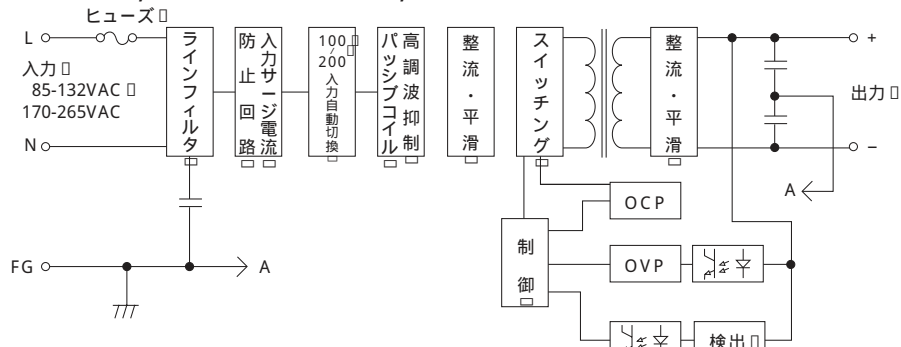 ヒューズ
L
入力
85-132VAC
170-265VAC
N
ラインフィルタ
入力サージ電流
防止回路
100
/
200
入力自動切換
高調波抑制
パッシブコイル
整流・平滑
スイッチング
整流・平滑
+
出力
−
A
OCP
制御
OVP
検出
FG
A